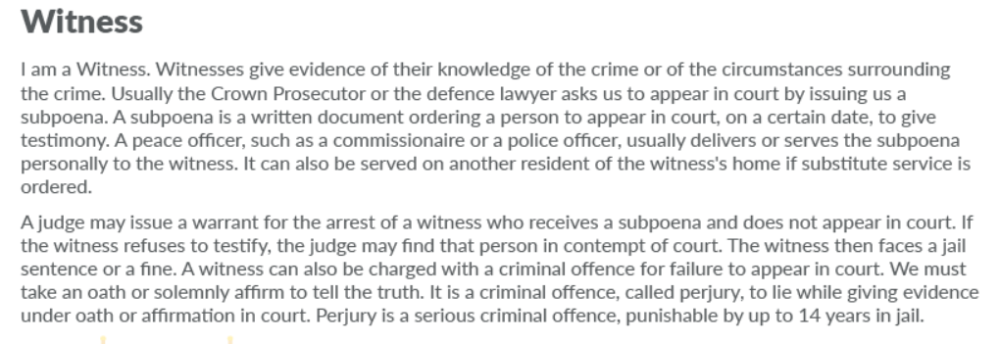 Witness
I am a Witness. Witnesses give evidence of their knowledge of the crime or of the circumstances surrounding
the crime. Usually the Crown Prosecutor or the defence lawyer asks us to appear in court by issuing us a
subpoena. A subpoena is a written document ordering a person to appear in court, on a certain date, to give
testimony. A peace officer, such as a commissionaire or a police officer, usually delivers or serves the subpoena
personally to the witness. It can also be served on another resident of the witness's home if substitute service is
ordered.
A judge may issue a warrant for the arrest of a witness who receives a subpoena and does not appear in court. If
the witness refuses to testify, the judge may find that person in contempt of court. The witness then faces a jail
sentence or a fine. A witness can also be charged with a criminal offence for failure to appear in court. We must
take an oath or solemnly affirm to tell the truth. It is a criminal offence, called perjury, to lie while giving evidence
under oath or affirmation in court. Perjury is a serious criminal offence, punishable by up to 14 years in jail.